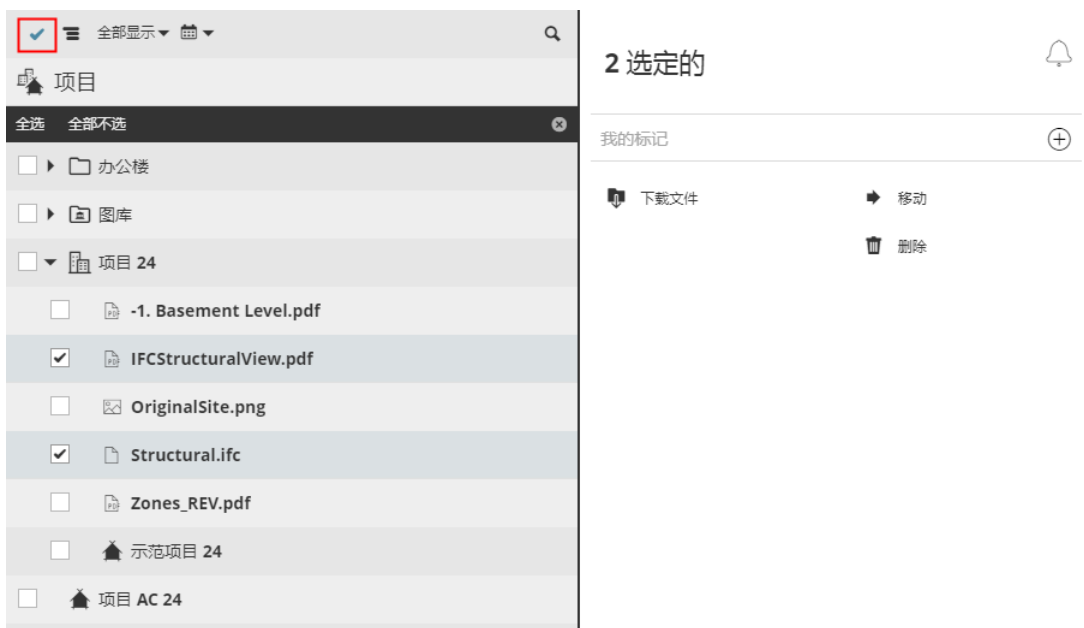 全部显示
项目
全选 全部不选
办公楼
图库
项目 24
-1. Basement Level.pdf
IFCStructuralView.pdf
OriginalSite.png
Structural.ifc
Zones_REV.pdf
示范项目 24
项目 AC 24
2 选定的
我的标记
下载文件 移动
删除